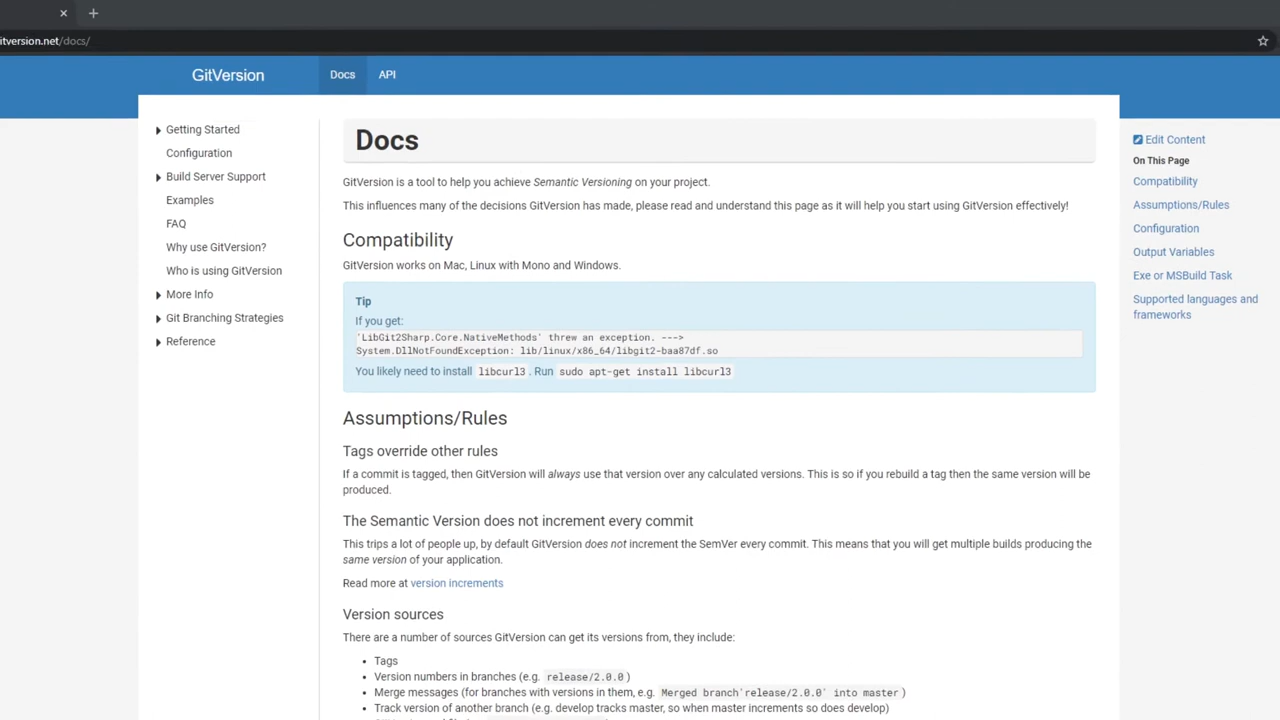 itversion.net/docs/
GitVersion
Docs
API
Getting Started
Configuration
Build Server Support
Examples
FAQ
Why use GitVersion?
Who is using GitVersion
More Info
Git Branching Strategies
Reference
Docs
GitVersion is a tool to help you achieve Semantic Versioning on your project.
This influences many of the decisions GitVersion has made, please read and understand this page as it will help you start using GitVersion effectively!
Compatibility
GitVersion works on Mac, Linux with Mono and Windows.
Tip
If you get:
'LibGit2Sharp.Core.NativeMethods' threw an exception. --->
System.DllNotFoundException: lib/linux/x86_64/libgit2-baa87df.so
You likely need to install libcurl3. Run sudo apt-get install libcurl3
Assumptions/Rules
Tags override other rules
If a commit is tagged, then GitVersion will always use that version over any calculated versions. This is so if you rebuild a tag then the same version will be
produced.
The Semantic Version does not increment every commit
This trips a lot of people up, by default GitVersion does not increment the SemVer every commit. This means that you will get multiple builds producing the
same version of your application.
Read more at version increments
Version sources
There are a number of sources GitVersion can get its versions from, they include:
Tags
Version numbers in branches (e.g. release/2.0.0)
Merge messages (for branches with versions in them, e.g. Merged branch'release/2.0.0' into master)
Track version of another branch (e.g. develop tracks master, so when master increments so does develop)
Edit Content
On This Page
Compatibility
Assumptions/Rules
Configuration
Output Variables
Exe or MSBuild Task
Supported languages and
frameworks